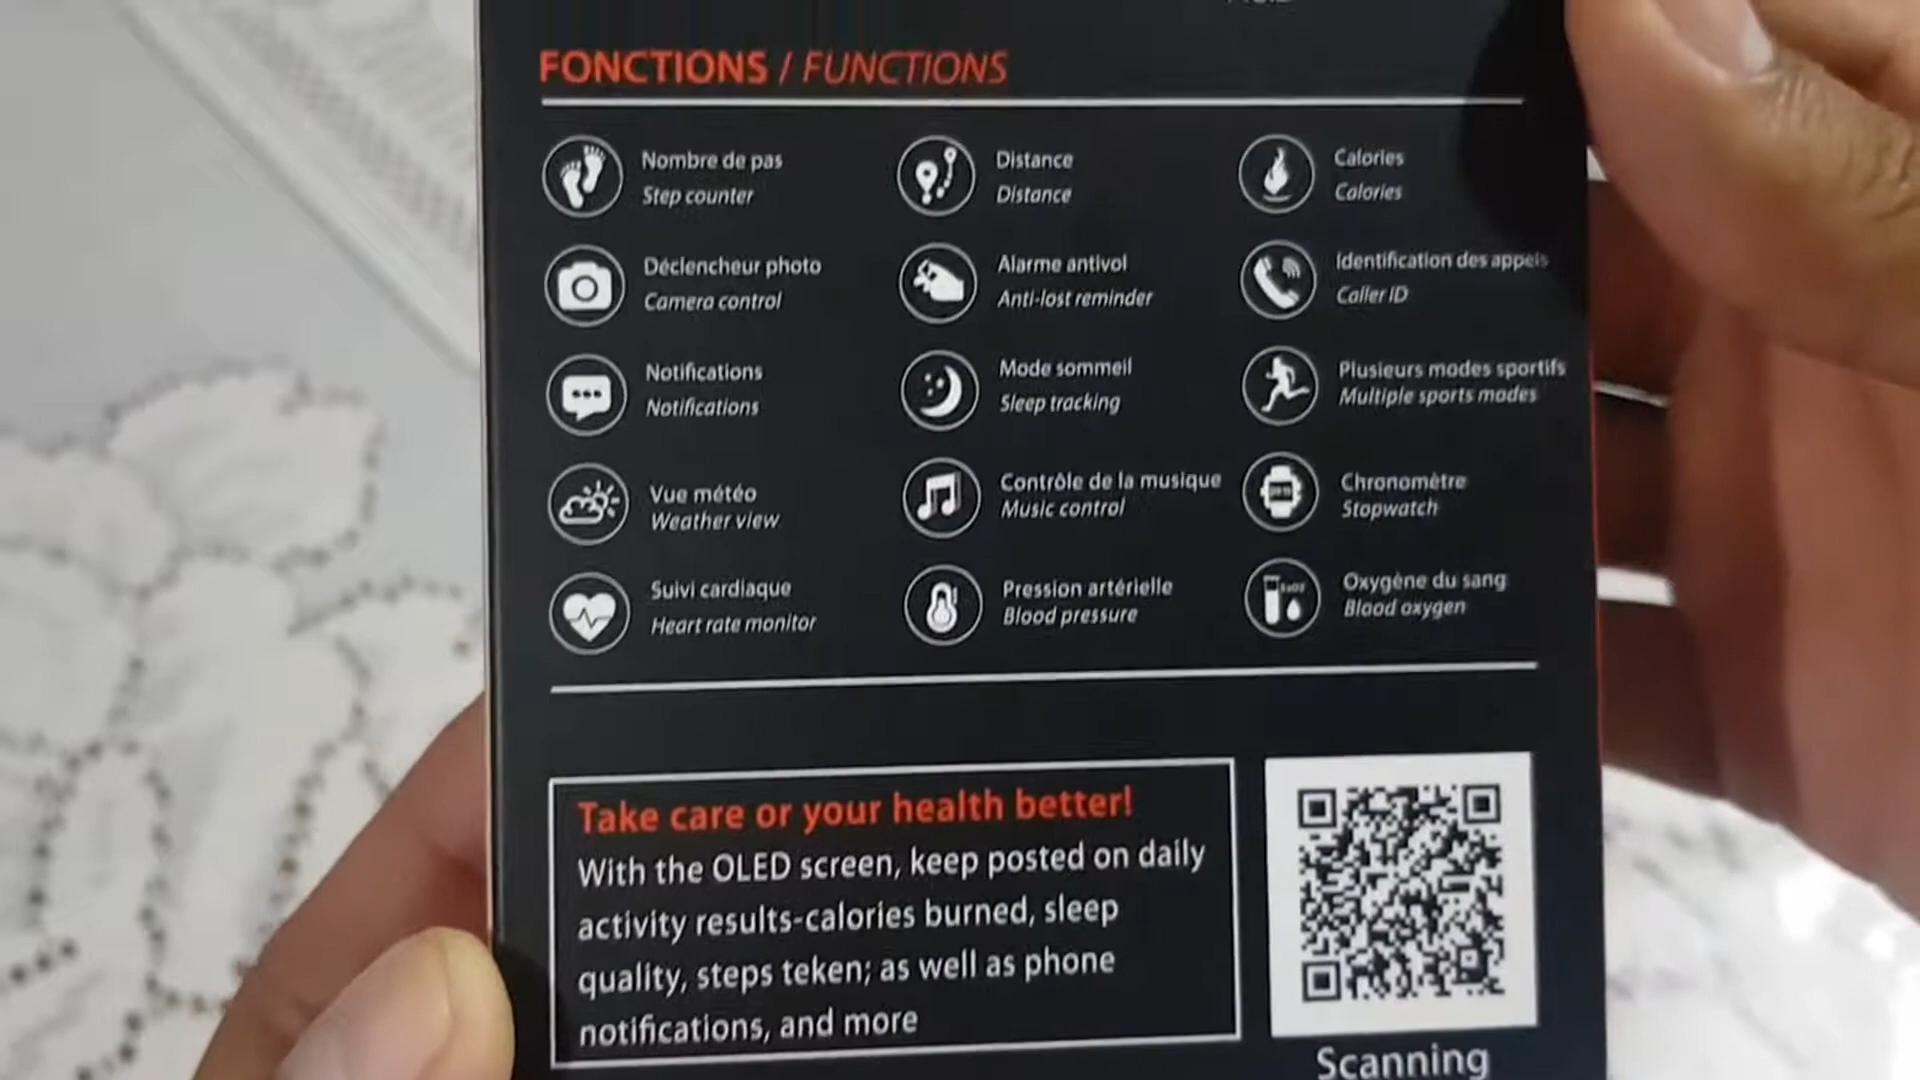 FONCTIONS / FUNCTIONS
Nombre de pas
Step counter
Distance
Distance
Calories
Calories
Déclencheur photo
Camera control
Alarme antivol
Anti-lost reminder
Identification des appels
Caller ID
Notifications
Notifications
Mode sommeil
Sleep tracking
Plusieurs modes sportifs
Multiple sports modes
Vue météo
Weather view
Contrôle de la musique
Music control
Chronomètre
Stopwatch
Suivi cardiaque
Heart rate monitor
Pression artérielle
Blood pressure
Oxygène du sang
Blood oxygen
Take care or your health better!
With the OLED screen, keep posted on daily
activity results-calories burned, sleep
quality, steps teken; as well as phone
notifications, and more
Scanning